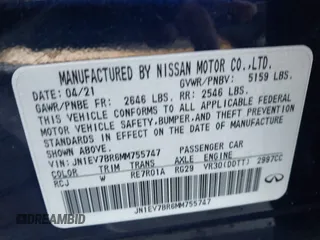 MANUFACTURED BY NISSAN MOTOR CO.,LTD.
DATE: 04/21 GVWR/PNBV: 5159 LBS.
GAWR/PNBE FR: 2646 LBS. RR: 2546 LBS.
THIS VEHICLE CONFORMS TO ALL APPLICABLE FEDERAL
MOTOR VEHICLE SAFETY,BUMPER, AND THEFT PREVENTION
STANDARDS IN EFFECT ON THE DATE OF MANUFACTURE
SHOWN ABOVE.
V.I.N.: JN1EV7BR6MM755747 PASSENGER CAR
COLOR TRIM TRANS AXLE ENGINE
RCJ W RE7R01A RG29 VR30(DDTT) 2997CC
JN1EV7BR6MM755747
INFINITI
©DREAMBID